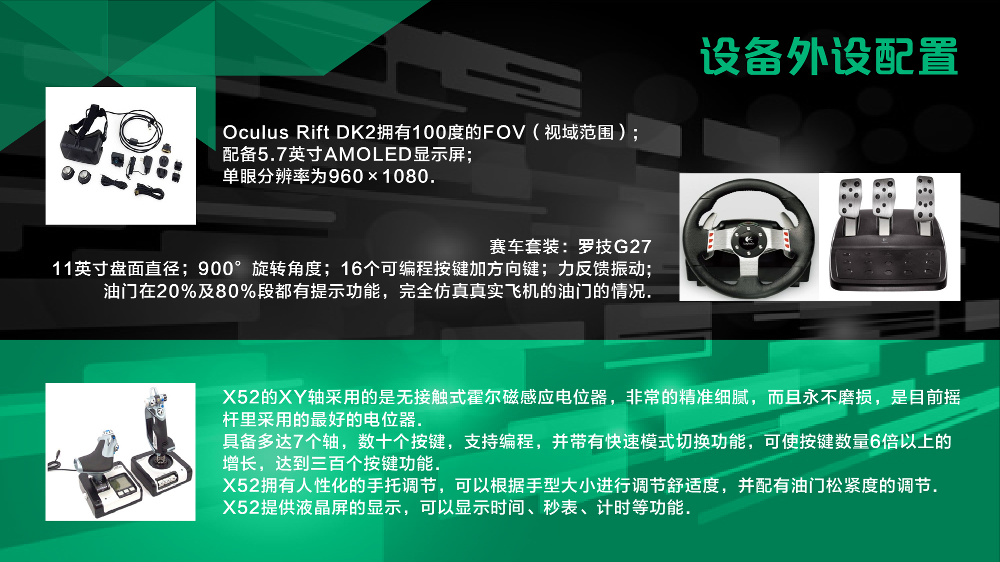 设备外设配置
Oculus Rift DK2拥有100度的FOV（视域范围）;
配备5.7英寸AMOLED显示屏;
单眼分辨率为960×1080.
赛车套装：罗技G27
11英寸盘面直径；900°旋转角度；16个可编程按键加方向键；力反馈振动;
油门在20%及80%段都有提示功能，完全仿真真实飞机的油门的情况.
Logitech
X52的XY轴采用的是无接触式霍尔磁感应电位器，非常的精准细腻，而且永不磨损，是目前摇
杆里采用的最好的电位器.
具备多达7个轴，数十个按键，支持编程，并带有快速模式切换功能，可使按键数量6倍以上的
增长，达到三百个按键功能.
X52拥有人性化的手托调节，可以根据手型大小进行调节舒适度，并配有油门松紧度的调节.
X52提供液晶屏的显示，可以显示时间、秒表、计时等功能.